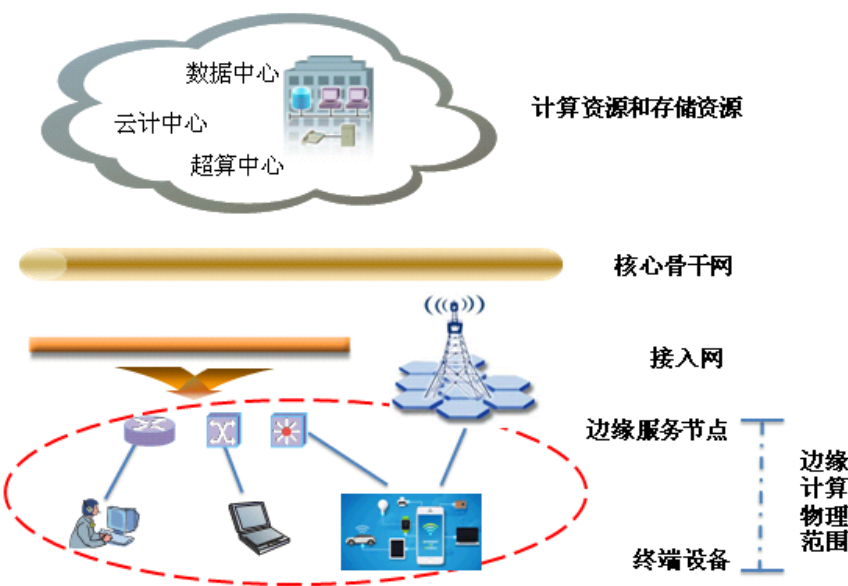 数据中心
云计中心
超算中心
计算资源和存储资源
核心骨干网
接入网
边缘服务节点
边缘
计算
物理
范围
终端设备